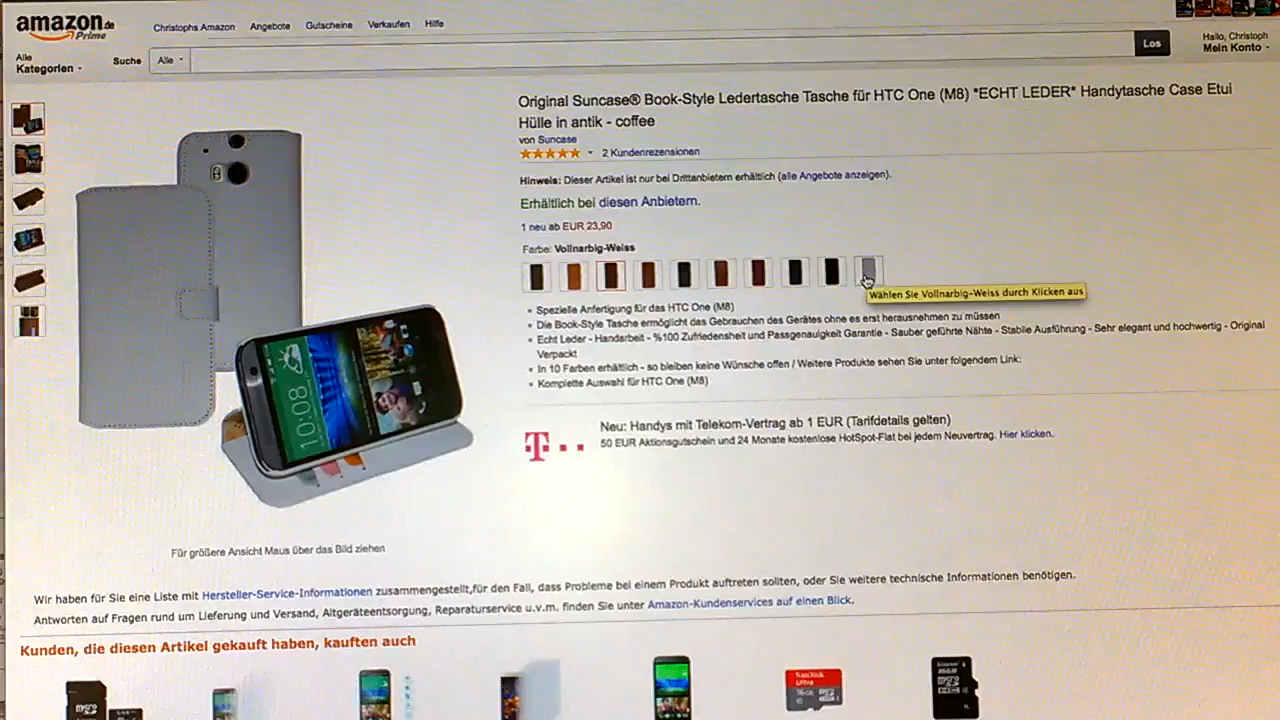 amazon.de
Prime
Christophs Amazon Angebote Gutscheine Verkaufen Hilfe
Alle
Kategorien
Suche Alle Los
Hallo, Christoph
Mein Konto
Original Suncase® Book-Style Ledertasche Tasche für HTC One (M8) *ECHT LEDER* Handytasche Case Etui
Hülle in antik - coffee
von Suncase
2 Kundenrezensionen
Hinweis: Dieser Artikel ist nur bei Drittanbietern erhältlich (alle Angebote anzeigen).
Erhältlich bei diesen Anbietern.
1 neu ab EUR 23,90
Farbe: Vollnarbig-Weiss
Wählen Sie Vollnarbig-Weiss durch Klicken aus
Spezielle Anfertigung für das HTC One (M8)
Die Book-Style Tasche ermöglicht das Gebrauchen des Gerätes ohne es erst herausnehmen zu müssen
Echt Leder - Handarbeit - %100 Zufriedensheit und Passgenauigkeit Garantie - Sauber geführte Nähte - Stabile Ausführung - Sehr elegant und hochwertig - Original
Verpackt
In 10 Farben erhältlich - so bleiben keine Wünsche offen / Weitere Produkte sehen Sie unter folgendem Link:
Komplette Auswahl für HTC One (M8)
10:08
T
Neu: Handys mit Telekom-Vertrag ab 1 EUR (Tarifdetails gelten)
50 EUR Aktionsgutschein und 24 Monate kostenlose HotSpot-Flat bei jedem Neuvertrag. Hier klicken.
Für größere Ansicht Maus über das Bild ziehen
Wir haben für Sie eine Liste mit Hersteller-Service-Informationen zusammengestellt,für den Fall, dass Probleme bei einem Produkt auftreten sollten, oder Sie weitere technische Informationen benötigen.
Antworten auf Fragen rund um Lieferung und Versand, Altgeräteentsorgung, Reparaturservice u.v.m. finden Sie unter Amazon-Kundenservices auf einen Blick.
Kunden, die diesen Artikel gekauft haben, kauften auch
micro
SanDisk
Ultra
16GB
micro